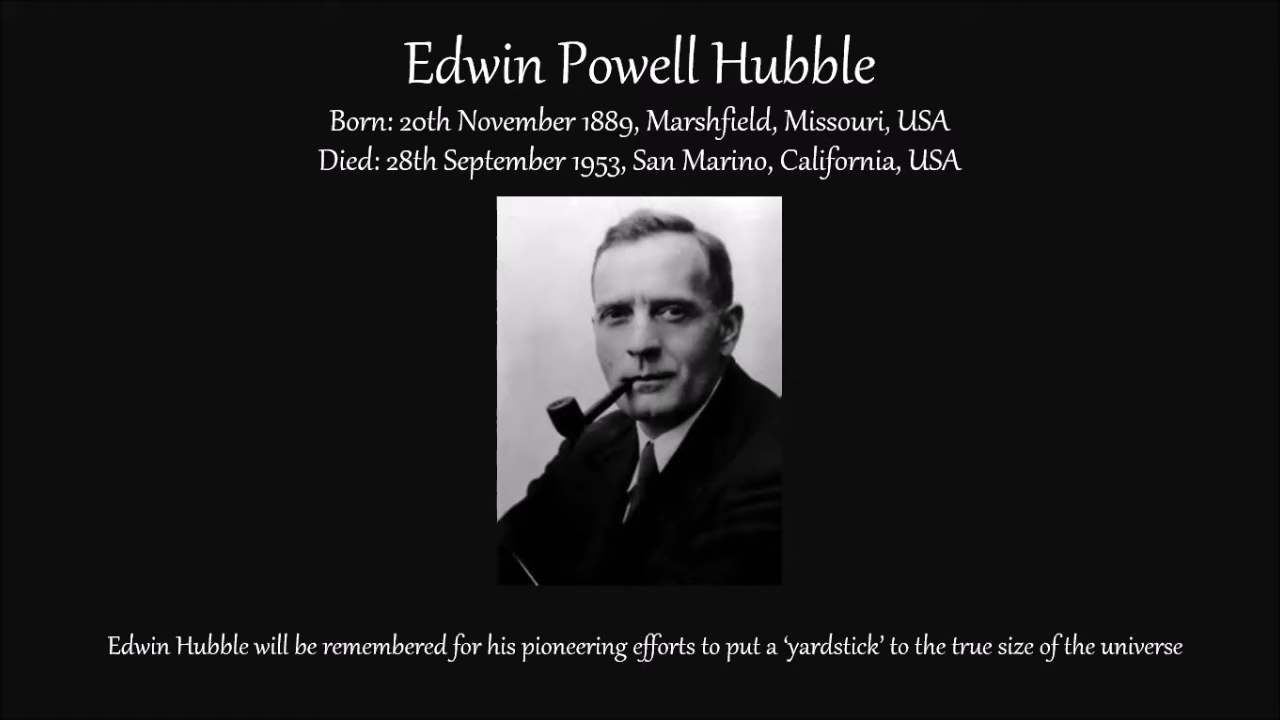 Edwin Powell Hubble
Born: 20th November 1889, Marshfield, Missouri, USA
Died: 28th September 1953, San Marino, California, USA
Edwin Hubble will be remembered for his pioneering efforts to put a ‘yardstick’ to the true size of the universe